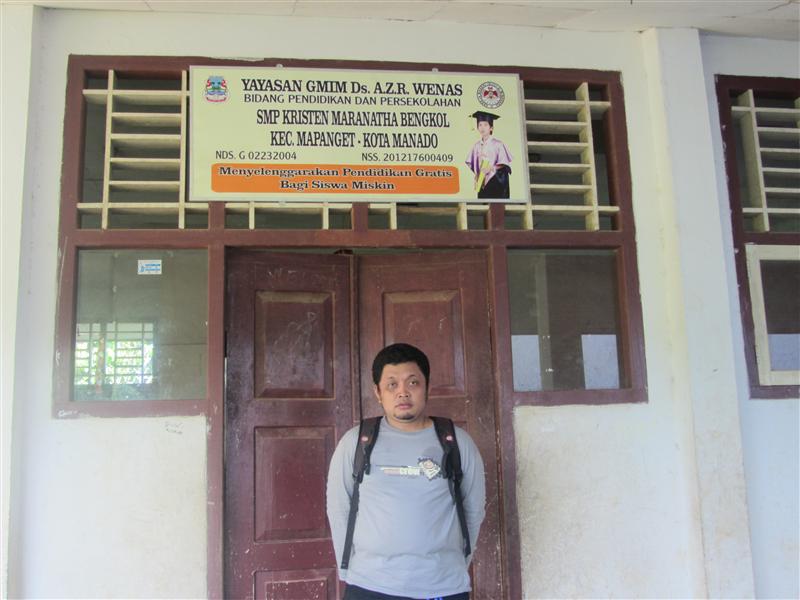 YAYASAN GMIM Ds. A.Z.R. WENAS
BIDANG PENDIDIKAN DAN PERSEKOLAHAN
SMP KRISTEN MARANATHA BENGKOL
KEC. MAPANGET - KOTA MANADO
NDS. G 02232004 NSS. 201217600409
Menyelenggarakan Pendidikan Gratis
Bagi Siswa Miskin